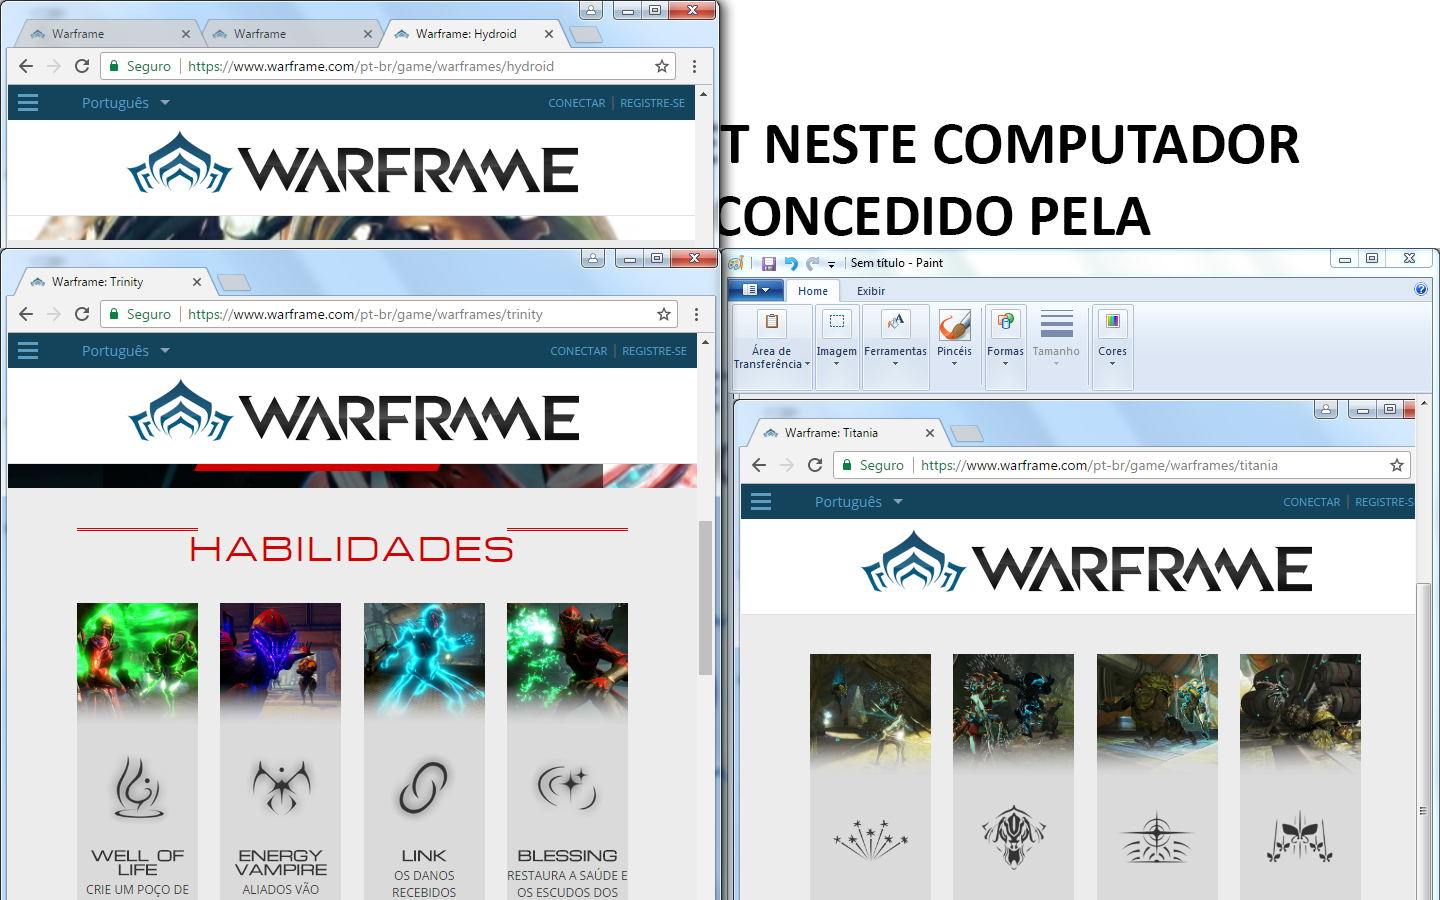 Warframe
Warframe
Warframe: Hydroid
Seguro
https://www.warframe.com/pt-br/game/warframes/hydroid
Português
CONECTAR
REGISTRE-SE
WARFRAME
T NESTE COMPUTADOR
CONCEDIDO PELA
Warframe: Trinity
Seguro
https://www.warframe.com/pt-br/game/warframes/trinity
Português
CONECTAR
REGISTRE-SE
WARFRAME
HABILIDADES
WELL OF
LIFE
CRIE UM POÇO DE
ENERGY
VAMPIRE
ALIADOS VÃO
LINK
OS DANOS
RECEBIDOS
BLESSING
RESTAURA A SAÚDE E
OS ESCUDOS DOS
Sem título - Paint
Home
Exibir
Área de
Transferência
Imagem
Ferramentas
Pincéis
Formas
Tamanho
Cores
Warframe: Titania
Seguro
https://www.warframe.com/pt-br/game/warframes/titania
Português
CONECTAR
REGISTRE-S
WARFRAME